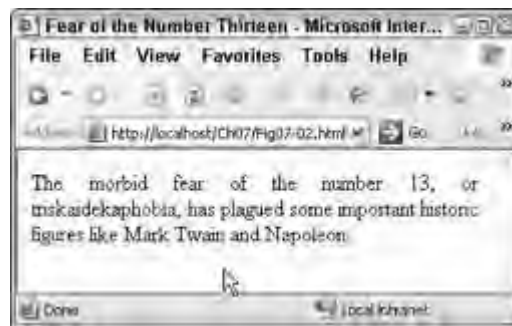 Fear of the Number Thirteen - Microsoft Inter...
File Edit View Favorites Tools Help
http://localhost/Ch07/Fig07-02.html Go
The morbid fear of the number 13, or
triskaidekaphobia, has plagued some important historic
figures like Mark Twain and Napoleon.
Done Local intranet